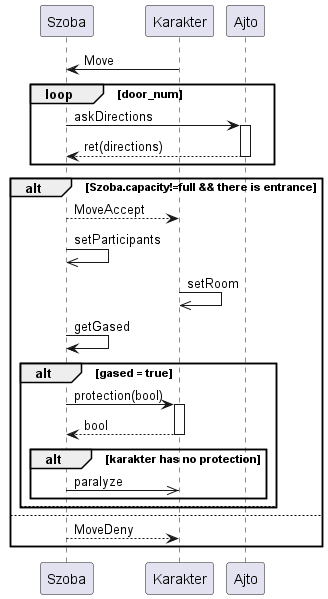 Szoba Karakter Ajto
Move
loop [door_num]
askDirections
ret(directions)
alt [Szoba.capacity!=full && there is entrance]
MoveAccept
setParticipants
setRoom
getGased
alt [gased = true]
protection(bool)
bool
alt [karakter has no protection]
paralyze
MoveDeny
Szoba Karakter Ajto